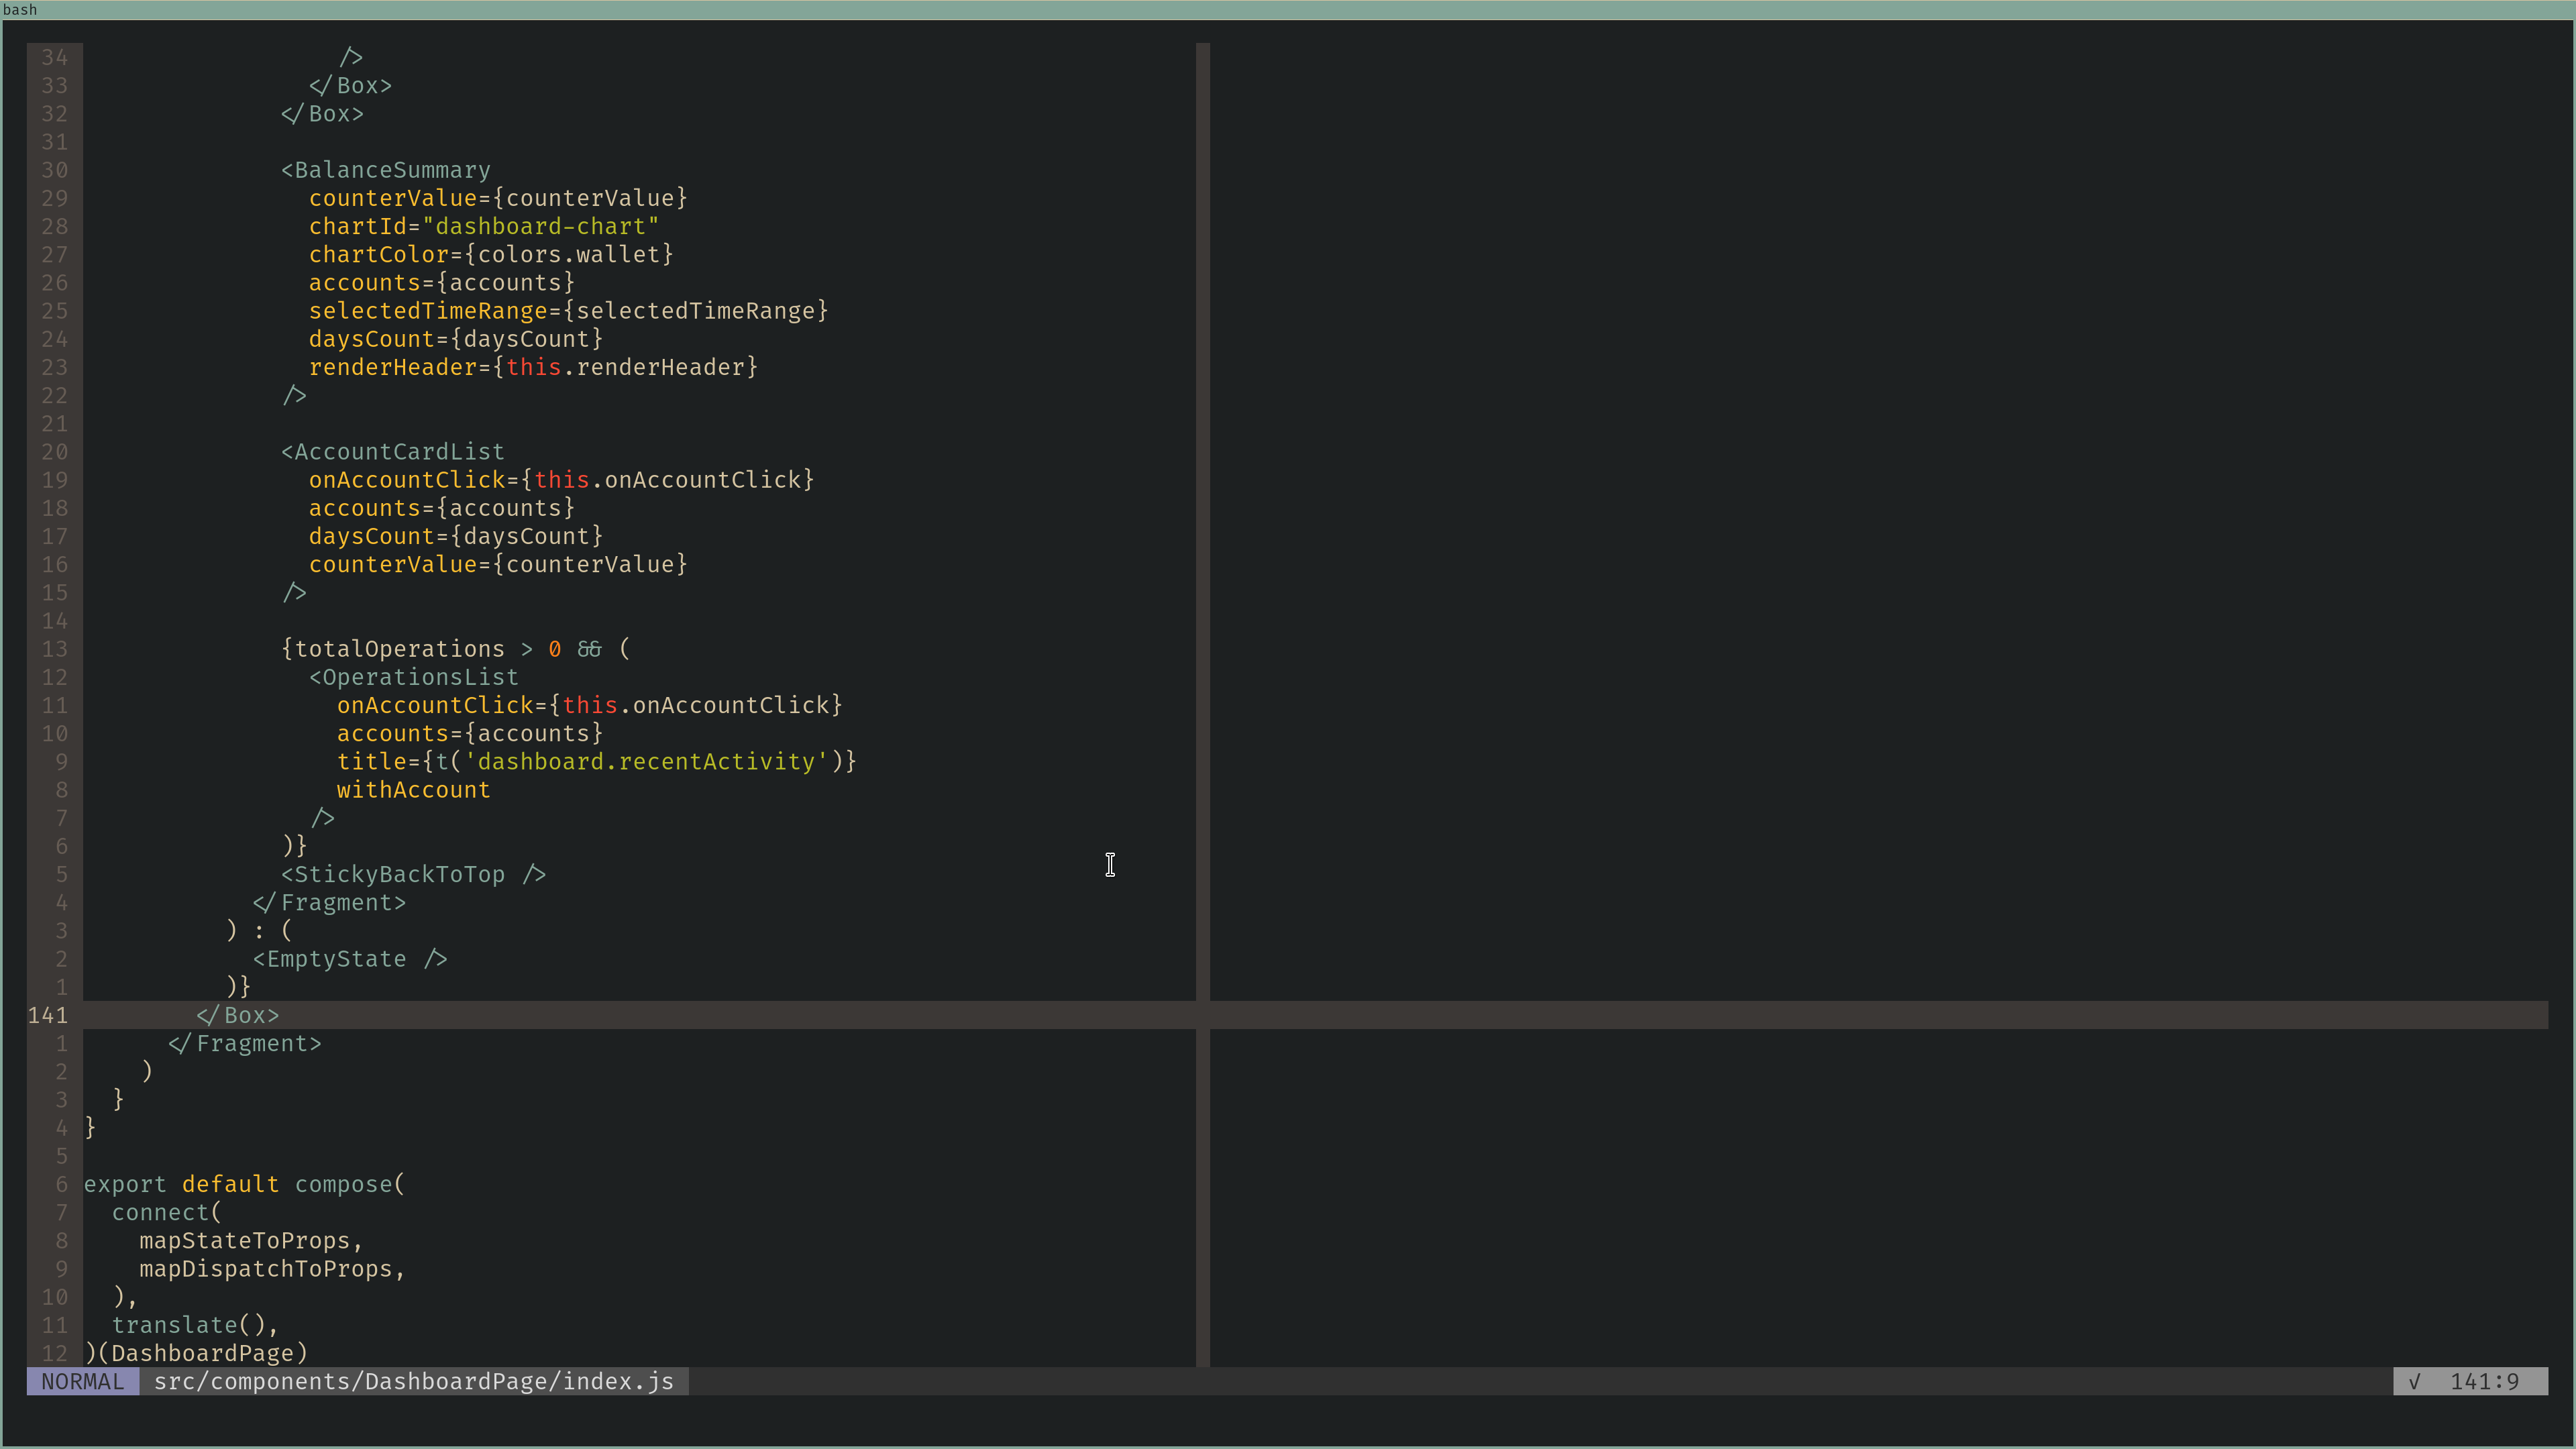 bash
34 />
33 </Box>
32 </Box>
31
30 <BalanceSummary
29 counterValue={counterValue}
28 chartId="dashboard-chart"
27 chartColor={colors.wallet}
26 accounts={accounts}
25 selectedTimeRange={selectedTimeRange}
24 daysCount={daysCount}
23 renderHeader={this.renderHeader}
22 />
21
20 <AccountCardList
19 onAccountClick={this.onAccountClick}
18 accounts={accounts}
17 daysCount={daysCount}
16 counterValue={counterValue}
15 />
14
13 {totalOperations > 0 && (
12 <OperationsList
11 onAccountClick={this.onAccountClick}
10 accounts={accounts}
9 title={t('dashboard.recentActivity')}
8 withAccount
7 />
6 )}
5 <StickyBackToTop />
4 </Fragment>
3 ) : (
2 <EmptyState />
1 )}
141 </Box>
1 </Fragment>
2 )
3 }
4 }
5
6 export default compose(
7 connect(
8 mapStateToProps,
9 mapDispatchToProps,
10 ),
11 translate(),
12 )(DashboardPage)
NORMAL src/components/DashboardPage/index.js √ 141:9